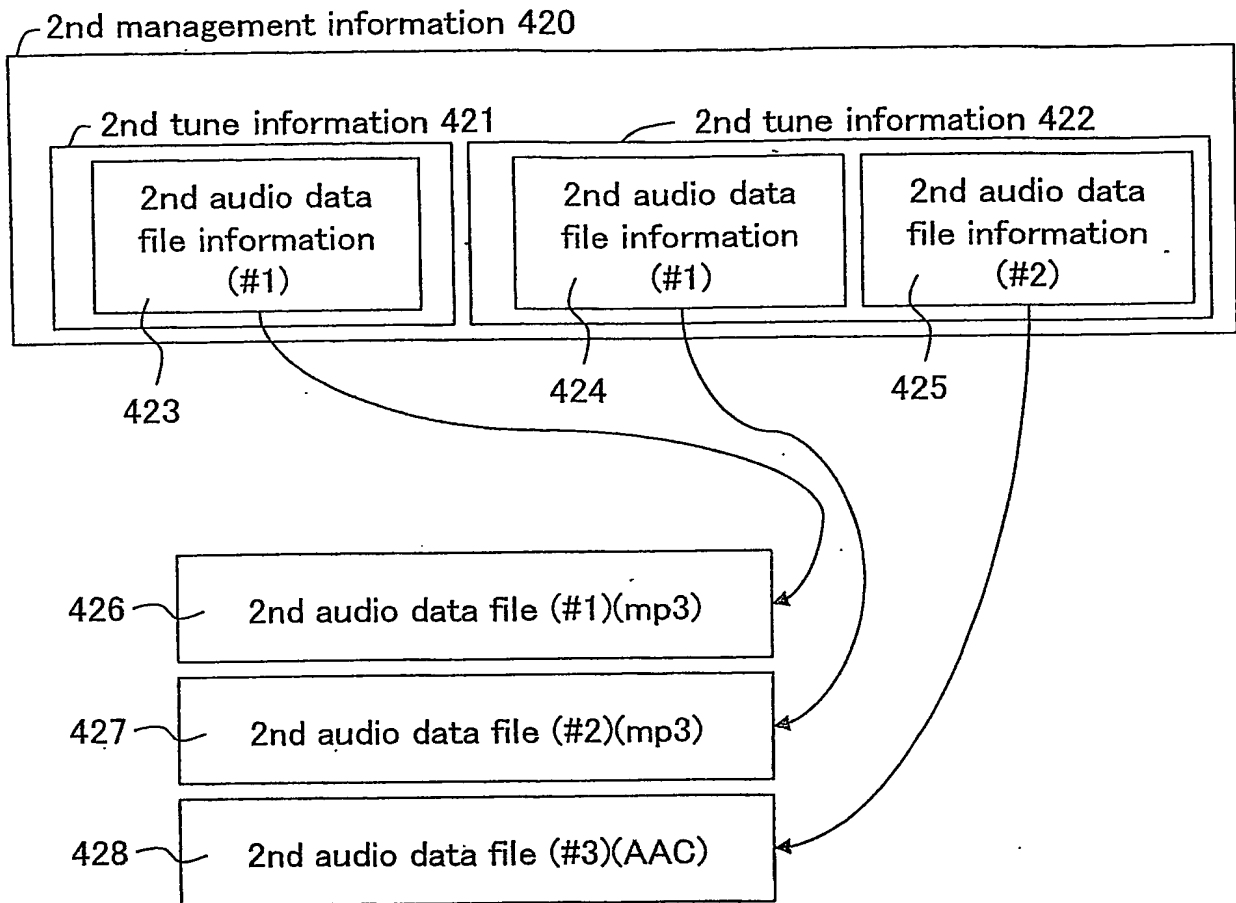 2nd management information 420
2nd tune information 421
2nd tune information 422
2nd audio data
file information
(#1)
2nd audio data
file information
(#1)
2nd audio data
file information
(#2)
423
424
425
426
2nd audio data file (#1)(mp3)
427
2nd audio data file (#2)(mp3)
428
2nd audio data file (#3)(AAC)